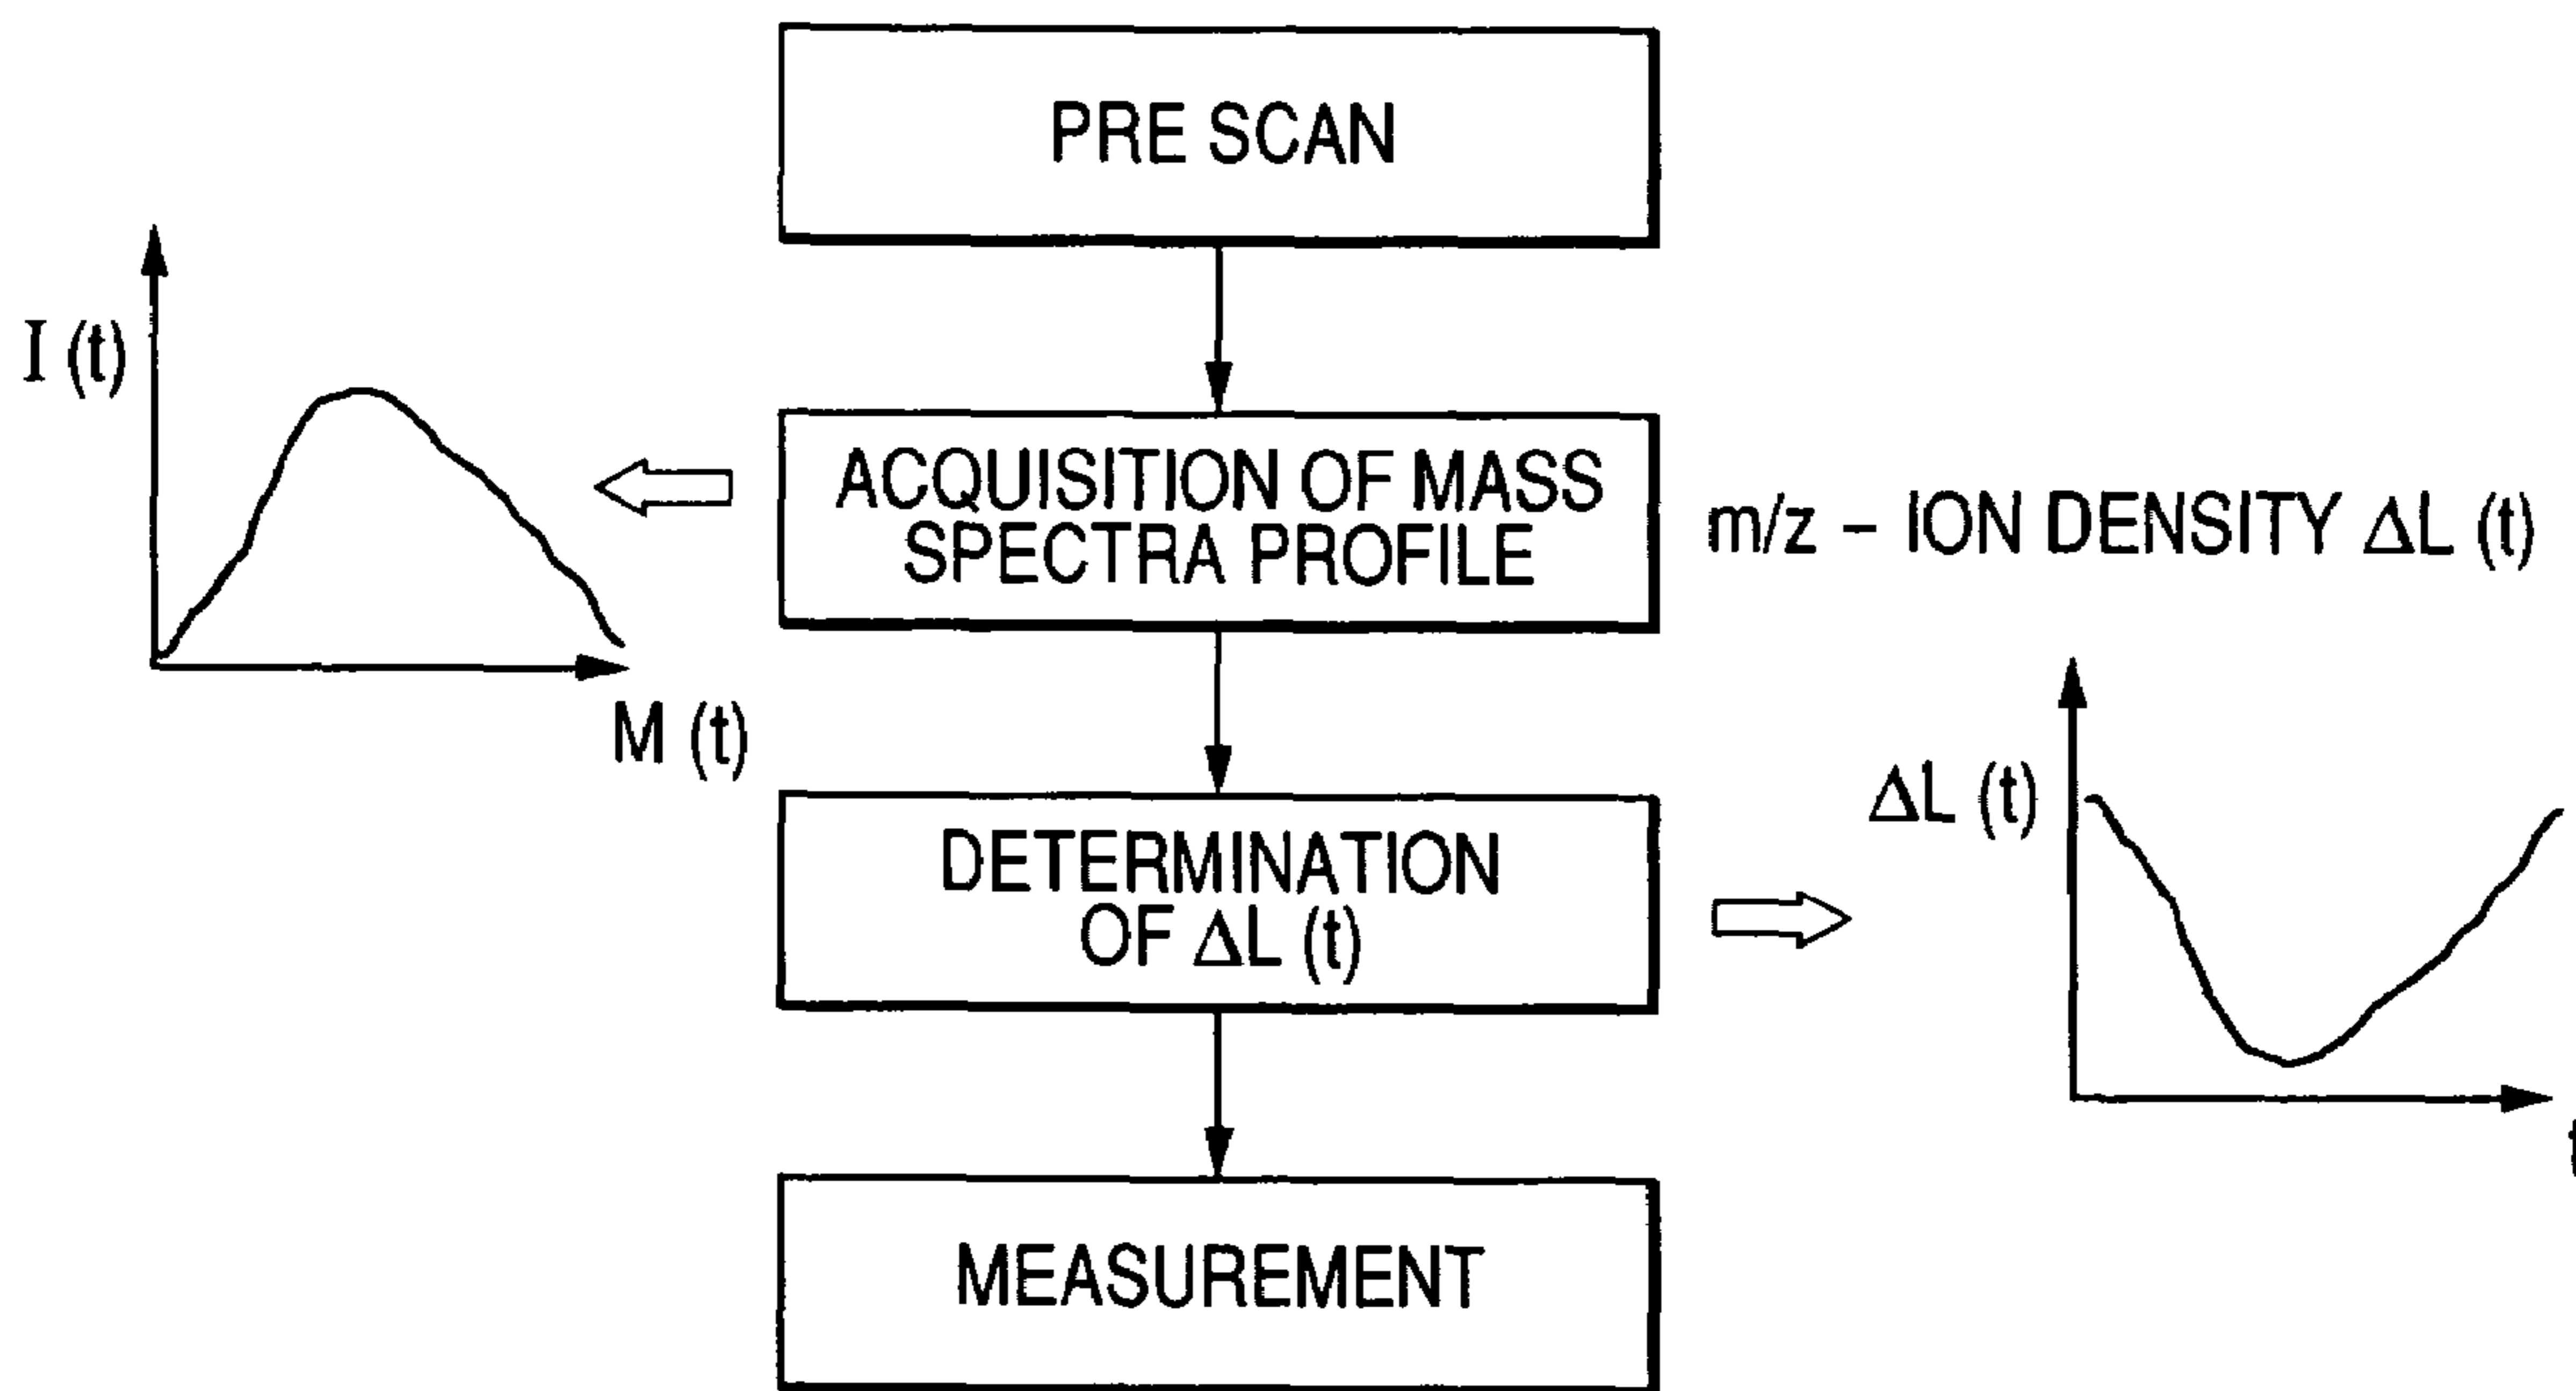 PRE SCAN
I (t)
ACQUISITION OF MASS
SPECTRA PROFILE
m/z – ION DENSITY ΔL (t)
M (t)
DETERMINATION
OF ΔL (t)
ΔL (t)
t
MEASUREMENT